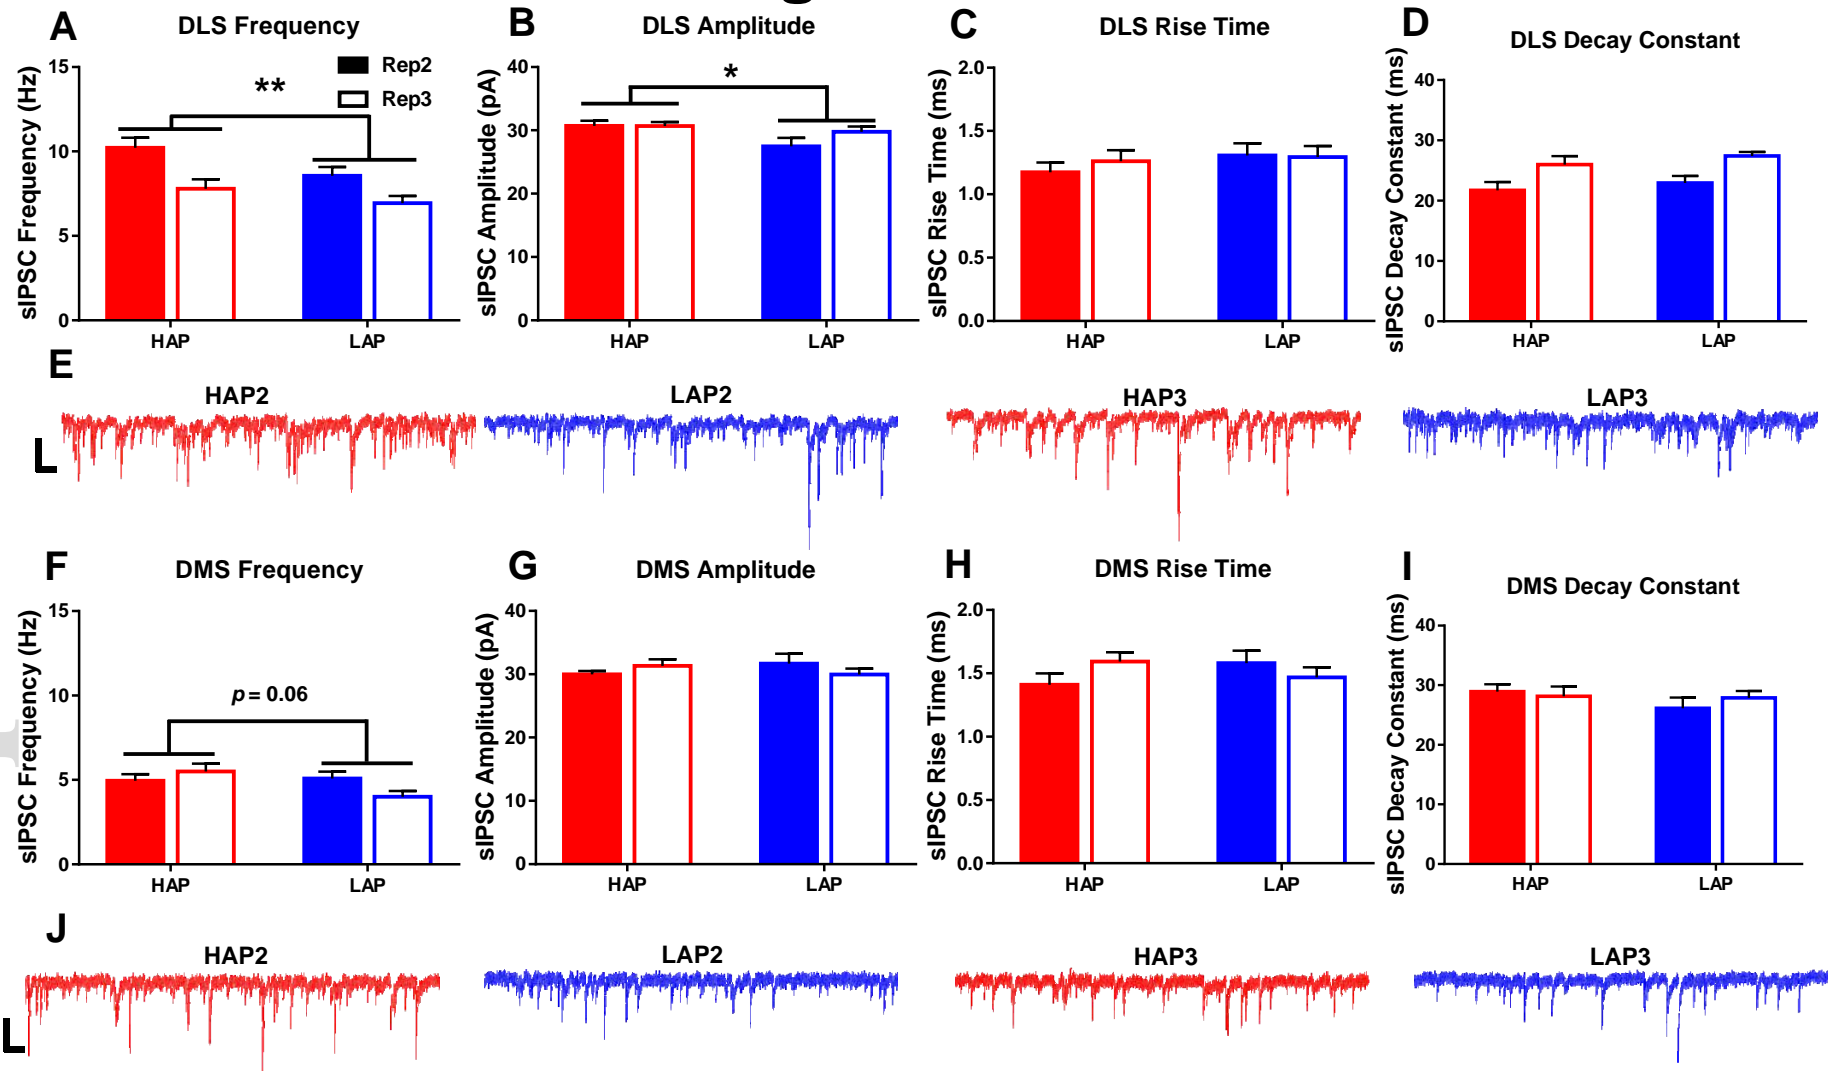 A
DLS Frequency
sIPSC Frequency (Hz)
15
10
5
0
**
Rep2
Rep3
HAP
LAP
B
DLS Amplitude
sIPSC Amplitude (pA)
40
30
20
10
0
*
HAP
LAP
C
DLS Rise Time
sIPSC Rise Time (ms)
2.0
1.5
1.0
0.5
0.0
HAP
LAP
D
DLS Decay Constant
sIPSC Decay Constant (ms)
40
30
20
10
0
HAP
LAP
E
HAP2
LAP2
HAP3
LAP3
F
DMS Frequency
sIPSC Frequency (Hz)
15
10
5
0
p = 0.06
HAP
LAP
G
DMS Amplitude
sIPSC Amplitude (pA)
40
30
20
10
0
HAP
LAP
H
DMS Rise Time
sIPSC Rise Time (ms)
2.0
1.5
1.0
0.5
0.0
HAP
LAP
I
DMS Decay Constant
sIPSC Decay Constant (ms)
40
30
20
10
0
HAP
LAP
J
HAP2
LAP2
HAP3
LAP3